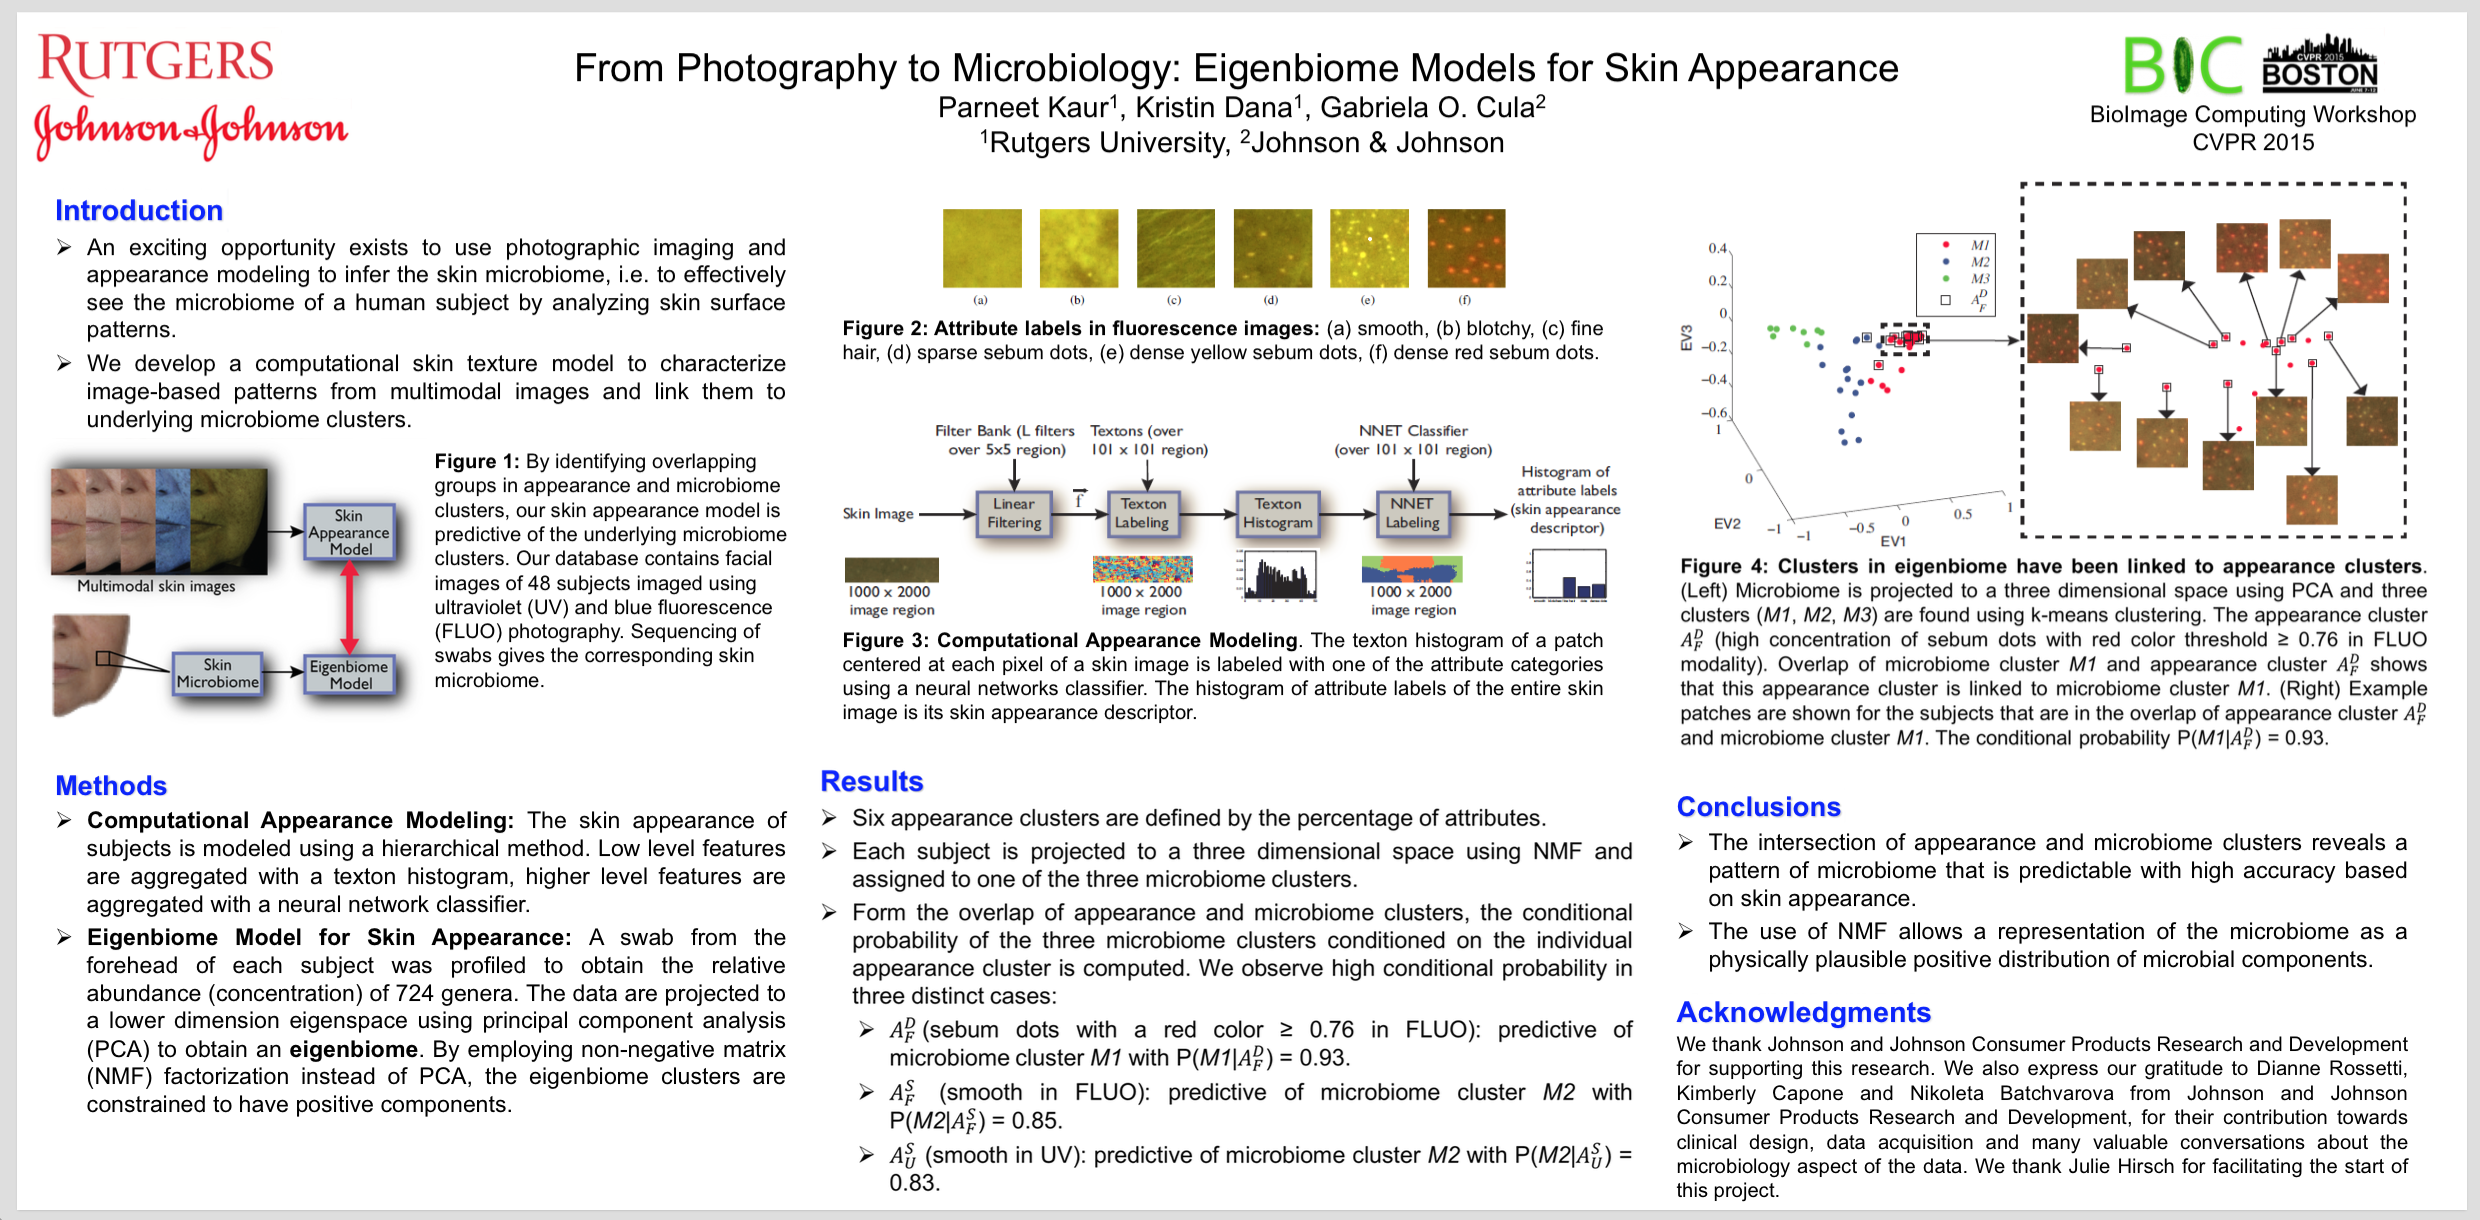 RUTGERS
Johnson & Johnson
From Photography to Microbiology: Eigenbiome Models for Skin Appearance
Parneet Kaur¹, Kristin Dana¹, Gabriela O. Cula²
¹Rutgers University, ²Johnson & Johnson
BIC
CVPR 2015
BOSTON
JUNE 7-12
BioImage Computing Workshop
CVPR 2015
Introduction
➢ An exciting opportunity exists to use photographic imaging and
appearance modeling to infer the skin microbiome, i.e. to effectively
see the microbiome of a human subject by analyzing skin surface
patterns.
➢ We develop a computational skin texture model to characterize
image-based patterns from multimodal images and link them to
underlying microbiome clusters.
Multimodal skin images
Skin
Appearance
Model
Skin
Microbiome
Eigenbiome
Model
Figure 1: By identifying overlapping
groups in appearance and microbiome
clusters, our skin appearance model is
predictive of the underlying microbiome
clusters. Our database contains facial
images of 48 subjects imaged using
ultraviolet (UV) and blue fluorescence
(FLUO) photography. Sequencing of
swabs gives the corresponding skin
microbiome.
Methods
➢ Computational Appearance Modeling: The skin appearance of
subjects is modeled using a hierarchical method. Low level features
are aggregated with a texton histogram, higher level features are
aggregated with a neural network classifier.
➢ Eigenbiome Model for Skin Appearance: A swab from the
forehead of each subject was profiled to obtain the relative
abundance (concentration) of 724 genera. The data are projected to
a lower dimension eigenspace using principal component analysis
(PCA) to obtain an eigenbiome. By employing non-negative matrix
(NMF) factorization instead of PCA, the eigenbiome clusters are
constrained to have positive components.
(a) (b) (c) (d) (e) (f)
Figure 2: Attribute labels in fluorescence images: (a) smooth, (b) blotchy, (c) fine
hair, (d) sparse sebum dots, (e) dense yellow sebum dots, (f) dense red sebum dots.
Filter Bank (L filters
over 5x5 region)
Textons (over
101 x 101 region)
NNET Classifier
(over 101 x 101 region)
Skin Image
Linear
Filtering
f
Texton
Labeling
Texton
Histogram
NNET
Labeling
Histogram of
attribute labels
(skin appearance
descriptor)
1000 x 2000
image region
1000 x 2000
image region
1000 x 2000
image region
Figure 3: Computational Appearance Modeling. The texton histogram of a patch
centered at each pixel of a skin image is labeled with one of the attribute categories
using a neural networks classifier. The histogram of attribute labels of the entire skin
image is its skin appearance descriptor.
Results
➢ Six appearance clusters are defined by the percentage of attributes.
➢ Each subject is projected to a three dimensional space using NMF and
assigned to one of the three microbiome clusters.
➢ Form the overlap of appearance and microbiome clusters, the conditional
probability of the three microbiome clusters conditioned on the individual
appearance cluster is computed. We observe high conditional probability in
three distinct cases:
➢ A_F^D (sebum dots with a red color ≥ 0.76 in FLUO): predictive of
microbiome cluster M1 with P(M1|A_F^D) = 0.93.
➢ A_F^S (smooth in FLUO): predictive of microbiome cluster M2 with
P(M2|A_F^S) = 0.85.
➢ A_U^S (smooth in UV): predictive of microbiome cluster M2 with P(M2|A_U^S) =
0.83.
M1
M2
M3
A_F^D
EV3
0.4
0.2
0
−0.2
−0.4
−0.6
1
0
−1
EV2
−1
−0.5
0
0.5
1
EV1
Figure 4: Clusters in eigenbiome have been linked to appearance clusters.
(Left) Microbiome is projected to a three dimensional space using PCA and three
clusters (M1, M2, M3) are found using k-means clustering. The appearance cluster
A_F^D (high concentration of sebum dots with red color threshold ≥ 0.76 in FLUO
modality). Overlap of microbiome cluster M1 and appearance cluster A_F^D shows
that this appearance cluster is linked to microbiome cluster M1. (Right) Example
patches are shown for the subjects that are in the overlap of appearance cluster A_F^D
and microbiome cluster M1. The conditional probability P(M1|A_F^D) = 0.93.
Conclusions
➢ The intersection of appearance and microbiome clusters reveals a
pattern of microbiome that is predictable with high accuracy based
on skin appearance.
➢ The use of NMF allows a representation of the microbiome as a
physically plausible positive distribution of microbial components.
Acknowledgments
We thank Johnson and Johnson Consumer Products Research and Development
for supporting this research. We also express our gratitude to Dianne Rossetti,
Kimberly Capone and Nikoleta Batchvarova from Johnson and Johnson
Consumer Products Research and Development, for their contribution towards
clinical design, data acquisition and many valuable conversations about the
microbiology aspect of the data. We thank Julie Hirsch for facilitating the start of
this project.